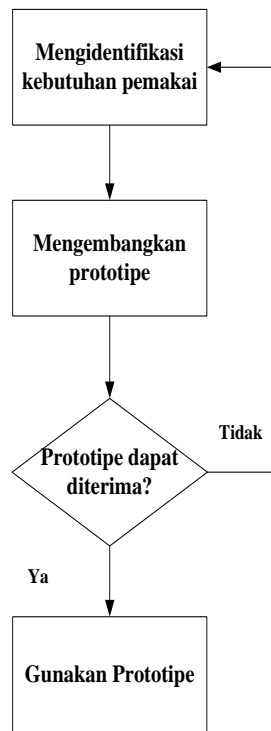 Mengidentifikasi
kebutuhan pemakai
Mengembangkan
prototipe
Prototipe dapat
diterima?
Tidak
Ya
Gunakan Prototipe